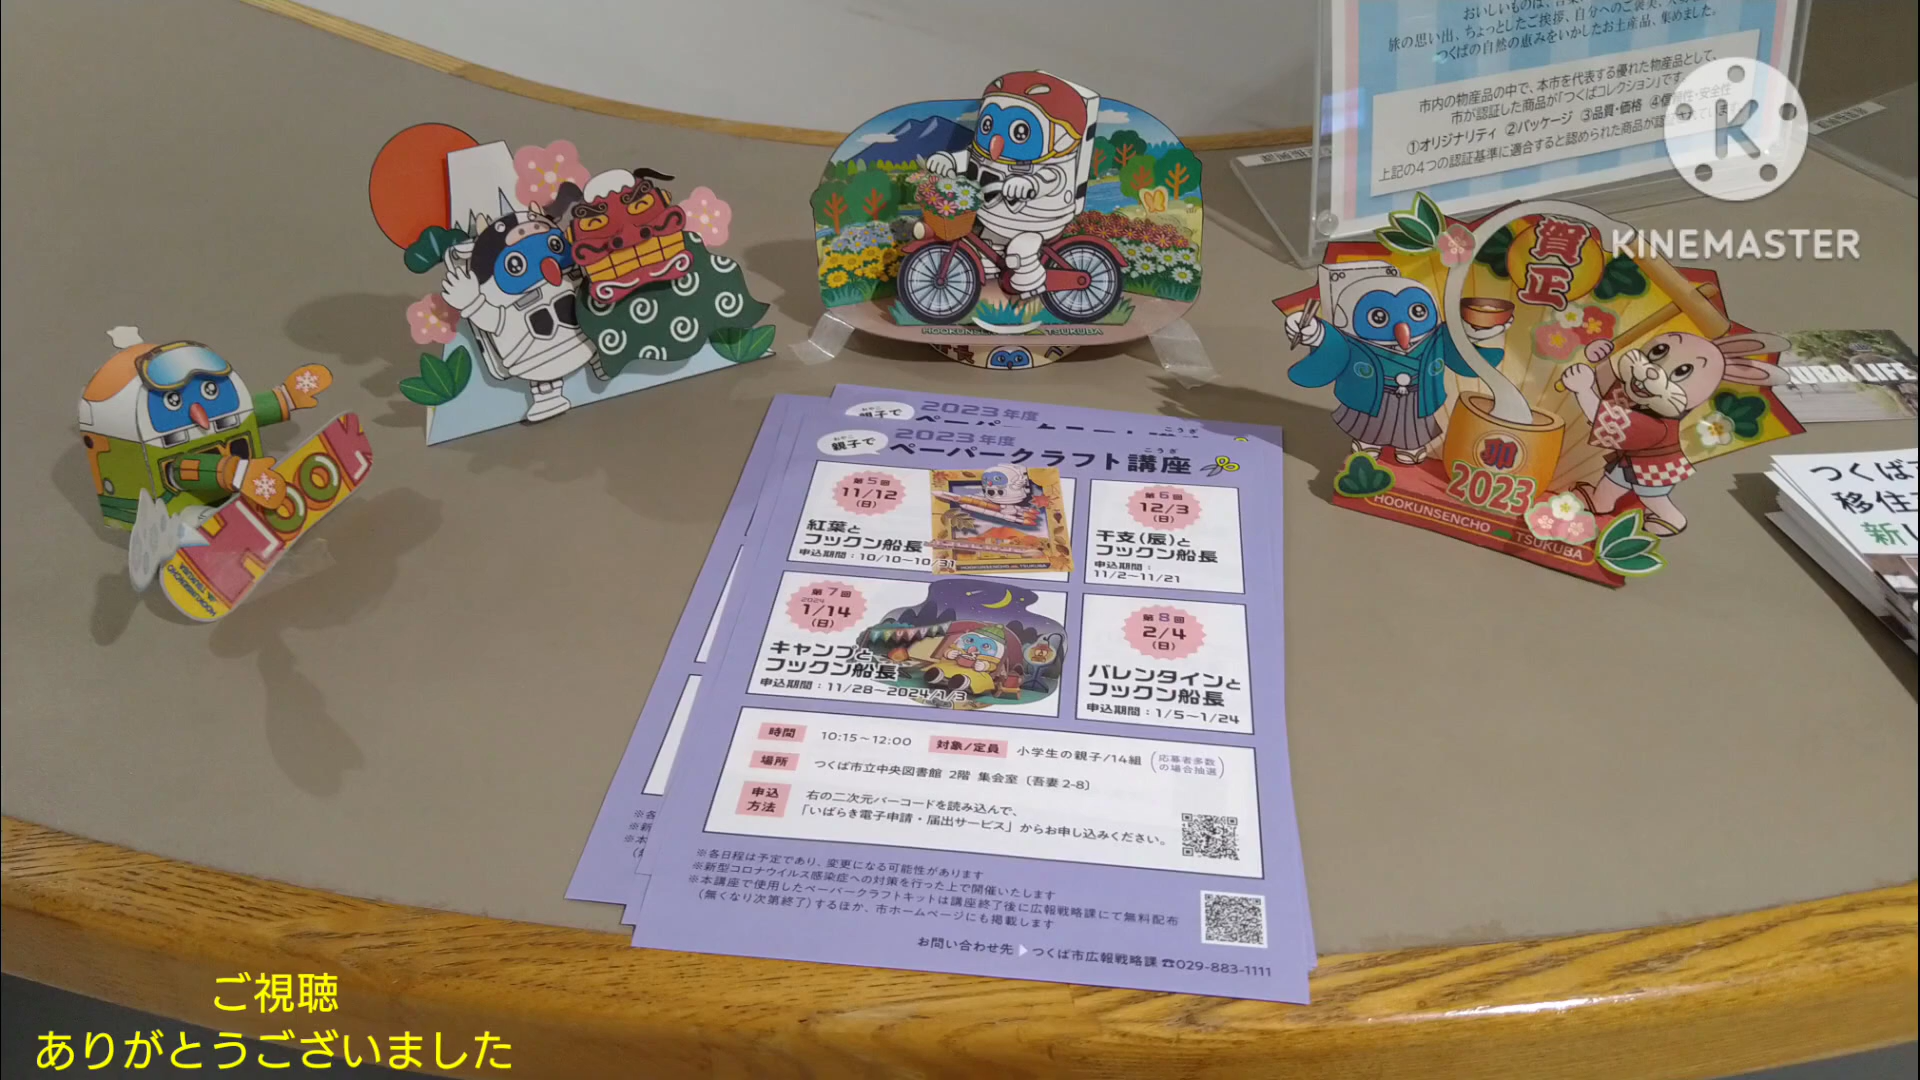 旅の思い出、ちょっとしたご挨拶、自分へのご褒美、
つくばの自然の恵みをいかしたお土産品、集めました。
市内の物産品の中で、本市を代表する優れた物産品として、
市が認証した商品が「つくばコレクション」です。
①オリジナリティ ②パッケージ ③品質・価格
上記の4つの認証基準に適合すると認められた商品が
KINEMASTER
HOOK
HOOKUNSENCHO
TSUKUBA
賀正
卯
2023
HOOKUNSENCHO
TSUKUBA
UBA LIFE
つくば
移住
新し
2023年度
親子で
2023年度
こうざ
ペーパークラフト講座
第5回
11/12
(日)
紅葉と
フックン船長
申込期間：10/10～10/31
第6回
12/3
(日)
干支(辰)と
フックン船長
申込期間：
11/2～11/21
第7回
2024
1/14
(日)
キャンプと
フックン船長
申込期間：11/28～2024/1/3
第8回
2/4
(日)
バレンタインと
フックン船長
申込期間：1/5～1/24
時間 10:15～12:00 対象/定員 小学生の親子/14組 (応募者多数の場合抽選)
場所 つくば市立中央図書館 2階 集会室〔吾妻2-8〕
申込方法 右の二次元バーコードを読み込んで、
「いばらき電子申請・届出サービス」からお申し込みください。
※各日程は予定であり、変更になる可能性があります
※新型コロナウイルス感染症への対策を行った上で開催いたします
※本講座で使用したペーパークラフトキットは講座終了後に広報戦略課にて無料配布
(無くなり次第終了)するほか、市ホームページにも掲載します
お問い合わせ先 ▶ つくば市広報戦略課 ☎029-883-1111
ご視聴
ありがとうございました